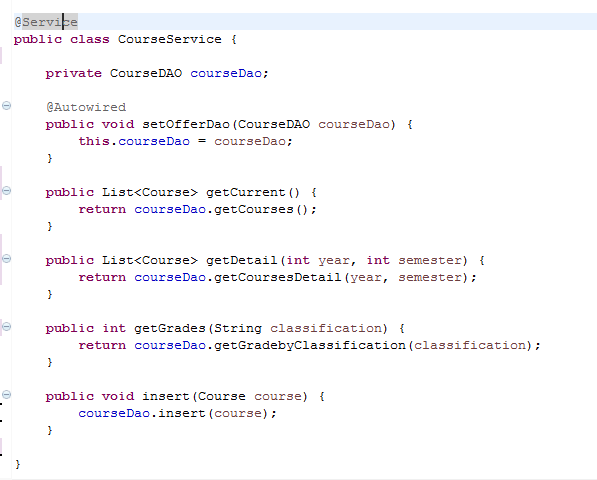 @Service
public class CourseService {
private CourseDAO courseDao;
@Autowired
public void setOfferDao(CourseDAO courseDao) {
this.courseDao = courseDao;
}
public List<Course> getCurrent() {
return courseDao.getCourses();
}
public List<Course> getDetail(int year, int semester) {
return courseDao.getCoursesDetail(year, semester);
}
public int getGrades(String classification) {
return courseDao.getGradebyClassification(classification);
}
public void insert(Course course) {
courseDao.insert(course);
}
}